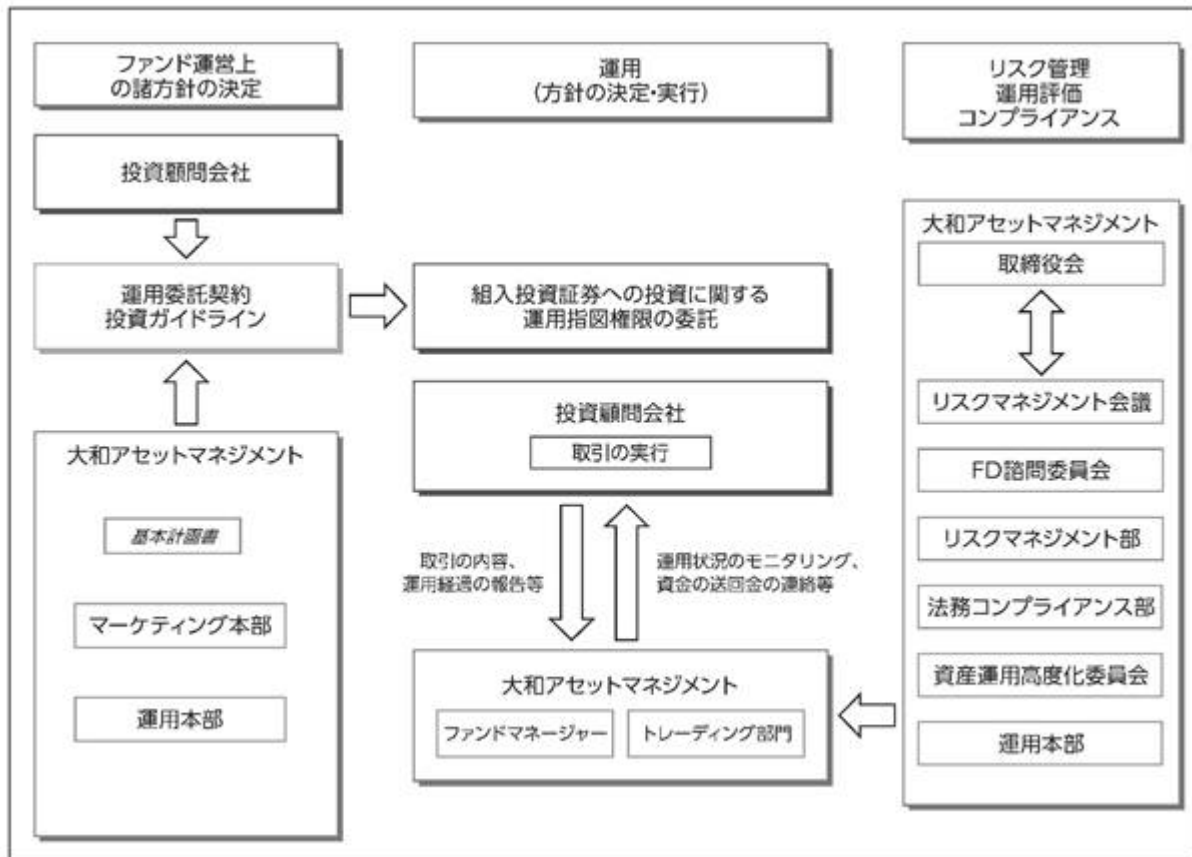 ファンド運営上
の諸方針の決定
投資顧問会社
運用委託契約
投資ガイドライン
大和アセットマネジメント
基本計画書
マーケティング本部
運用本部
運用
(方針の決定・実行)
組入投資証券への投資に関する
運用指図権限の委託
投資顧問会社
取引の実行
取引の内容、
運用経過の報告等
運用状況のモニタリング、
資金の送回金の連絡等
大和アセットマネジメント
ファンドマネージャー
トレーディング部門
リスク管理
運用評価
コンプライアンス
大和アセットマネジメント
取締役会
リスクマネジメント会議
FD諮問委員会
リスクマネジメント部
法務コンプライアンス部
資産運用高度化委員会
運用本部